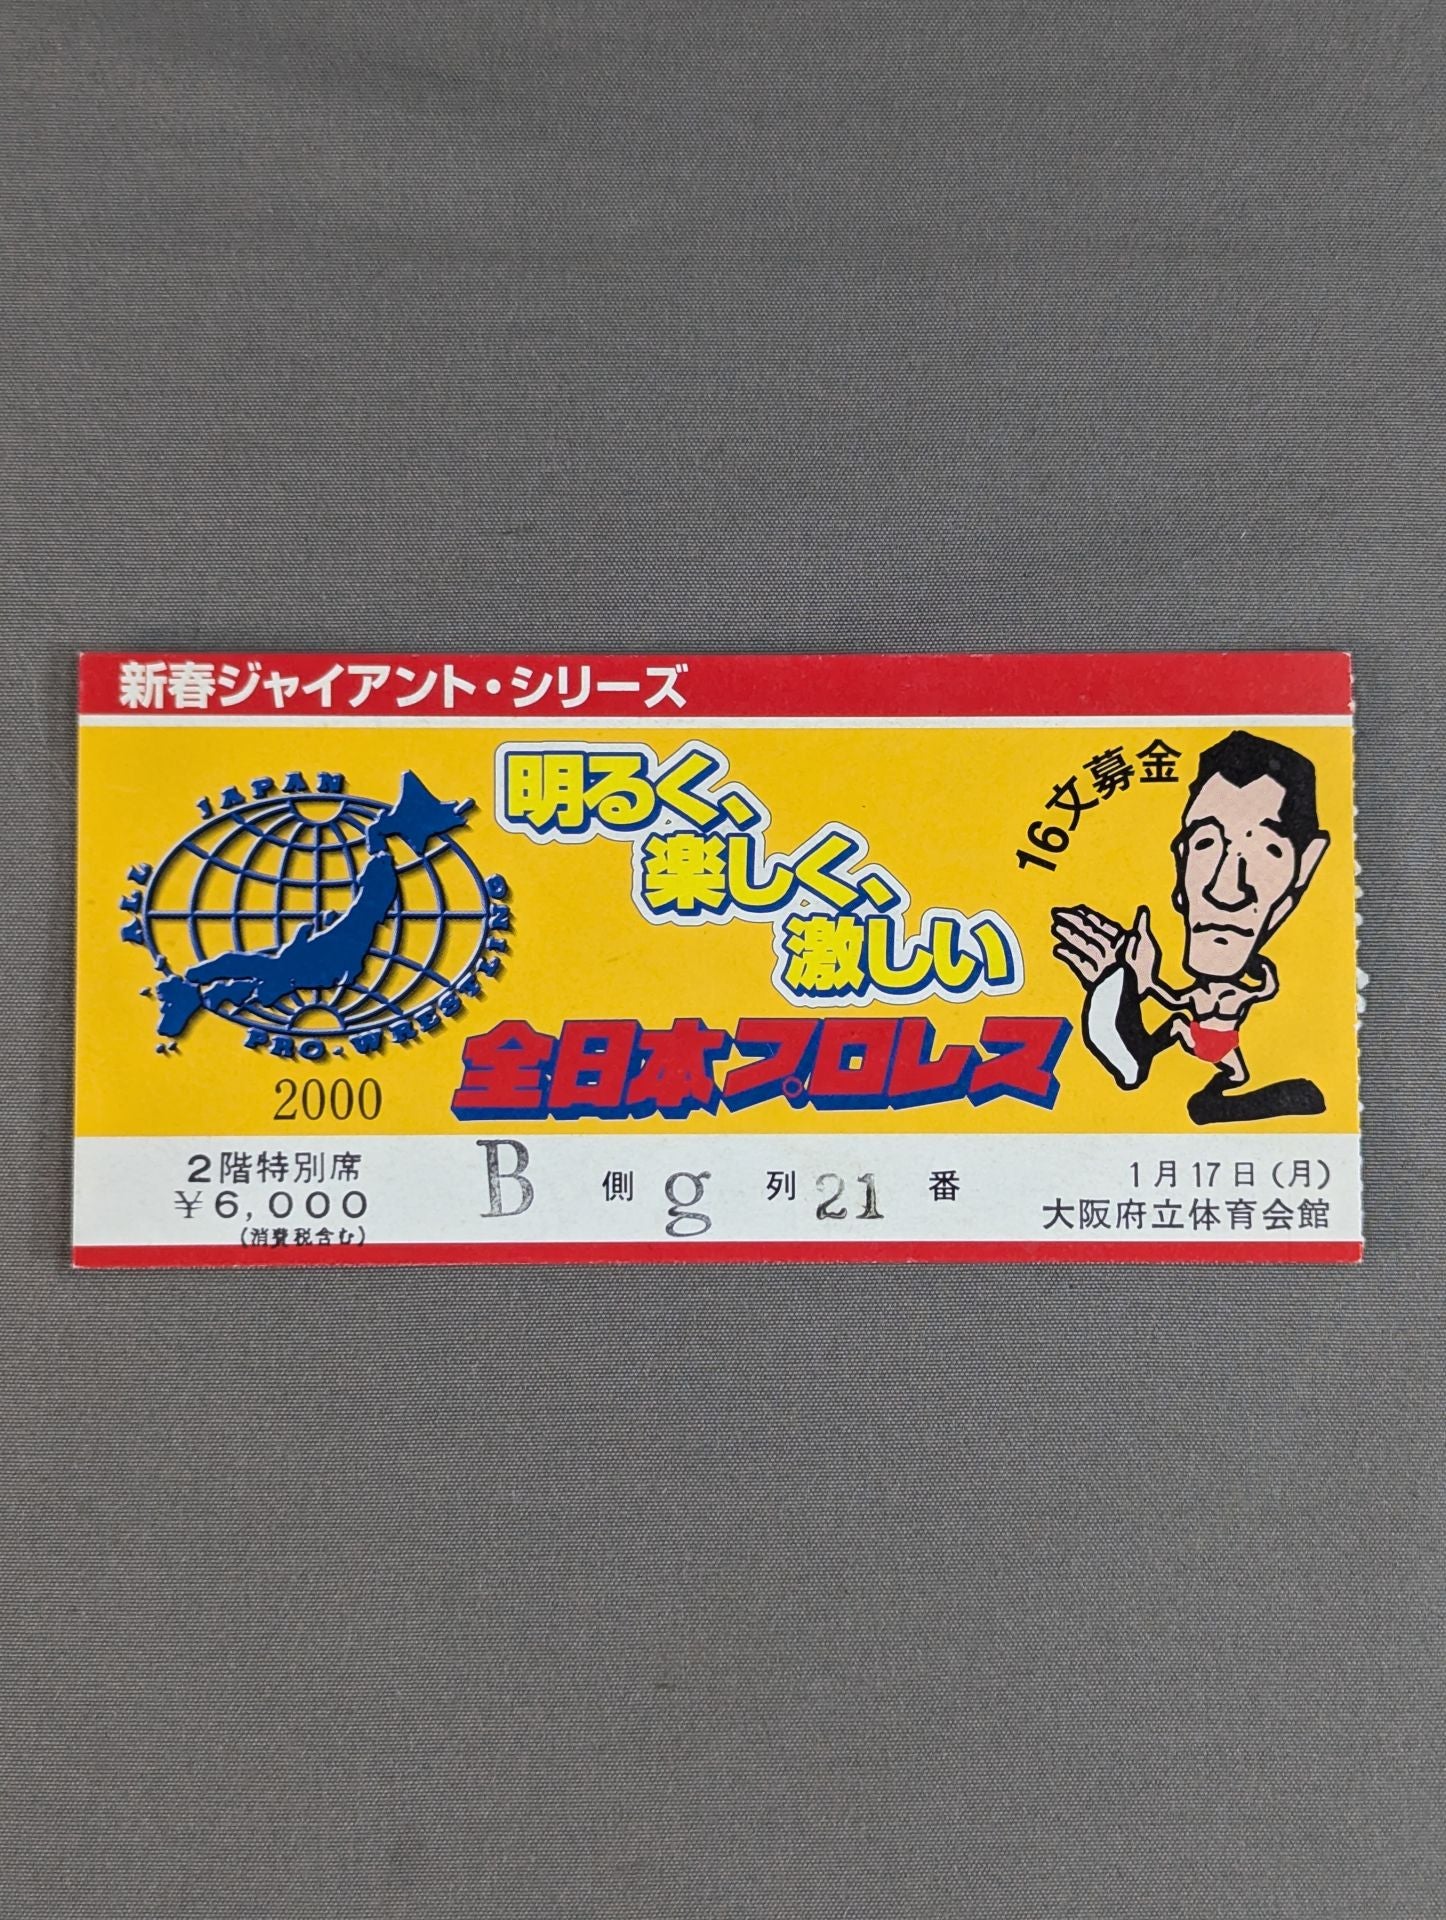 新春ジャイアント・シリーズ
ALL JAPAN PRO.WRESTLING
明るく、
楽しく、
激しい
全日本プロレス
16文募金
2000
2階特別席
¥6,000
(消費税含む)
B 側 g 列 21 番
1月17日(月)
大阪府立体育会館